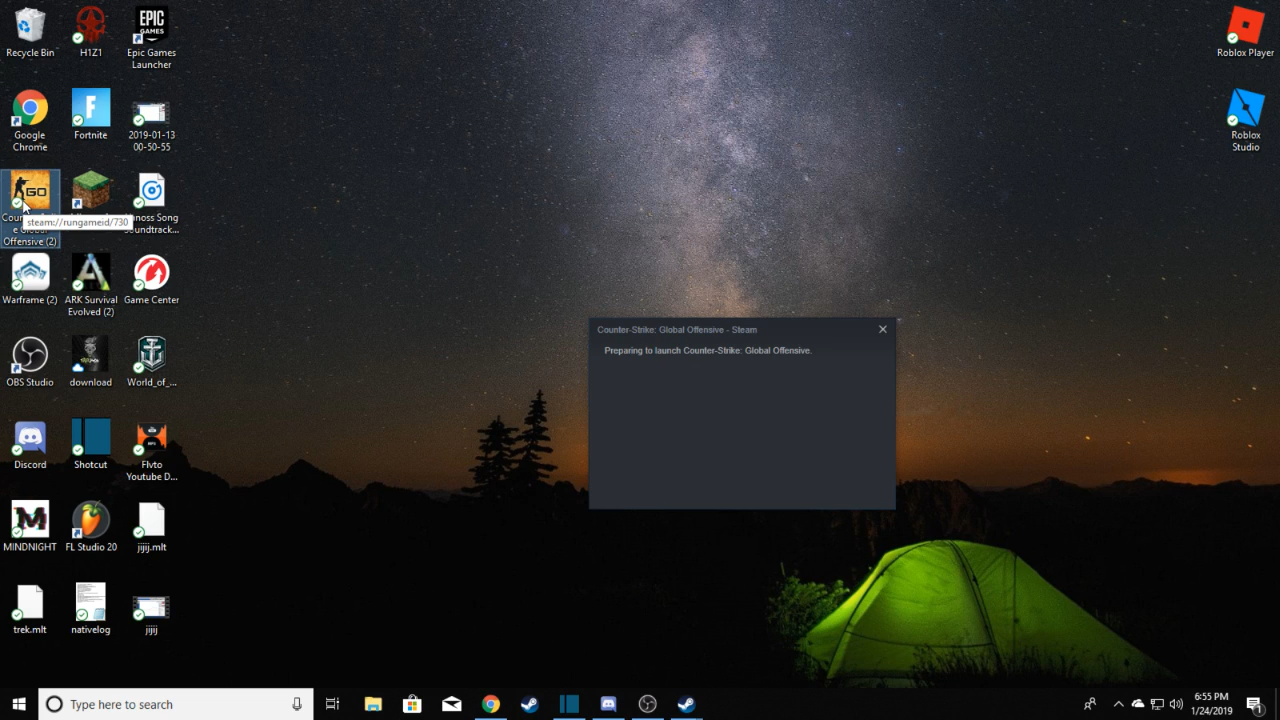 Recycle Bin
H1Z1
EPIC
GAMES
Epic Games
Launcher
Roblox Player
Google
Chrome
Fortnite
2019-01-13
00-50-55
Roblox
Studio
GO
steam://rungameid/730
Offensive (2)
Song
Soundtrack...
Warframe (2)
ARK Survival
Evolved (2)
Game Center
Counter-Strike: Global Offensive - Steam
Preparing to launch Counter-Strike: Global Offensive.
OBS Studio
download
World_of_...
Discord
Shotcut
Flvto
Youtube D...
MINDNIGHT
FL Studio 20
jijij.mlt
trek.mlt
nativelog
jijij
Type here to search
6:55 PM
1/24/2019
1